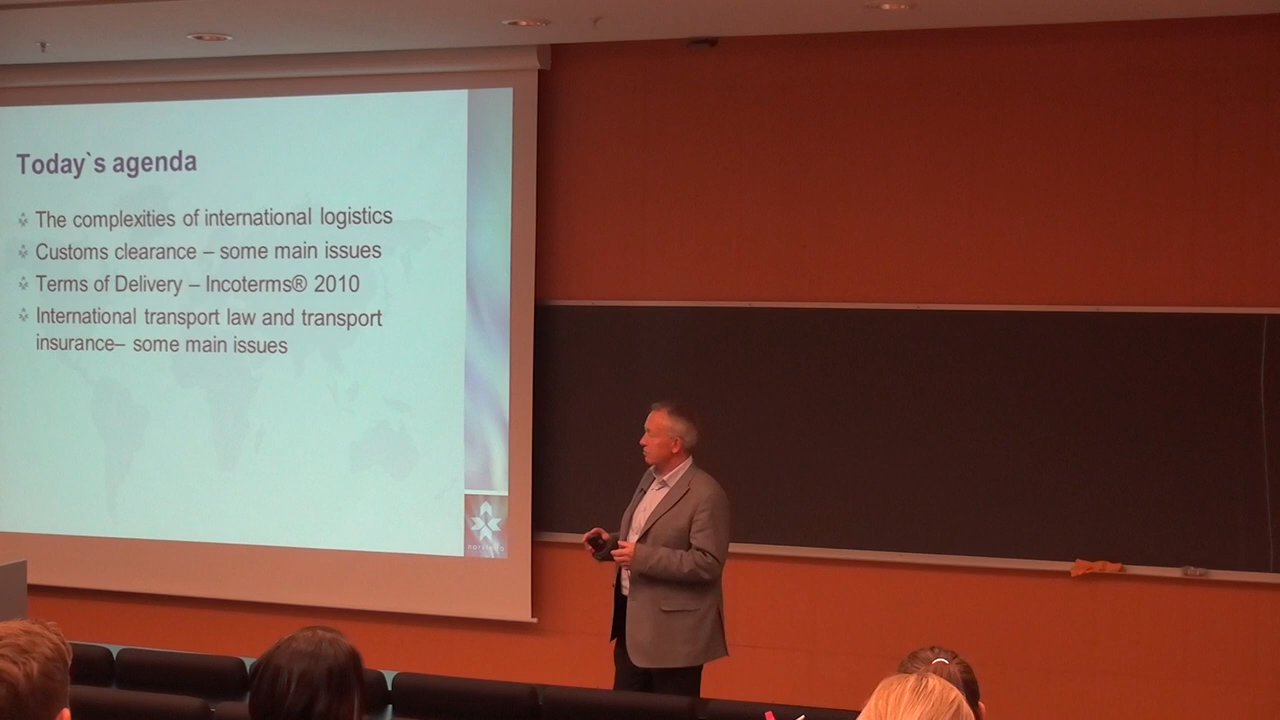 Today`s agenda
The complexities of international logistics
Customs clearance – some main issues
Terms of Delivery – Incoterms® 2010
International transport law and transport
insurance– some main issues